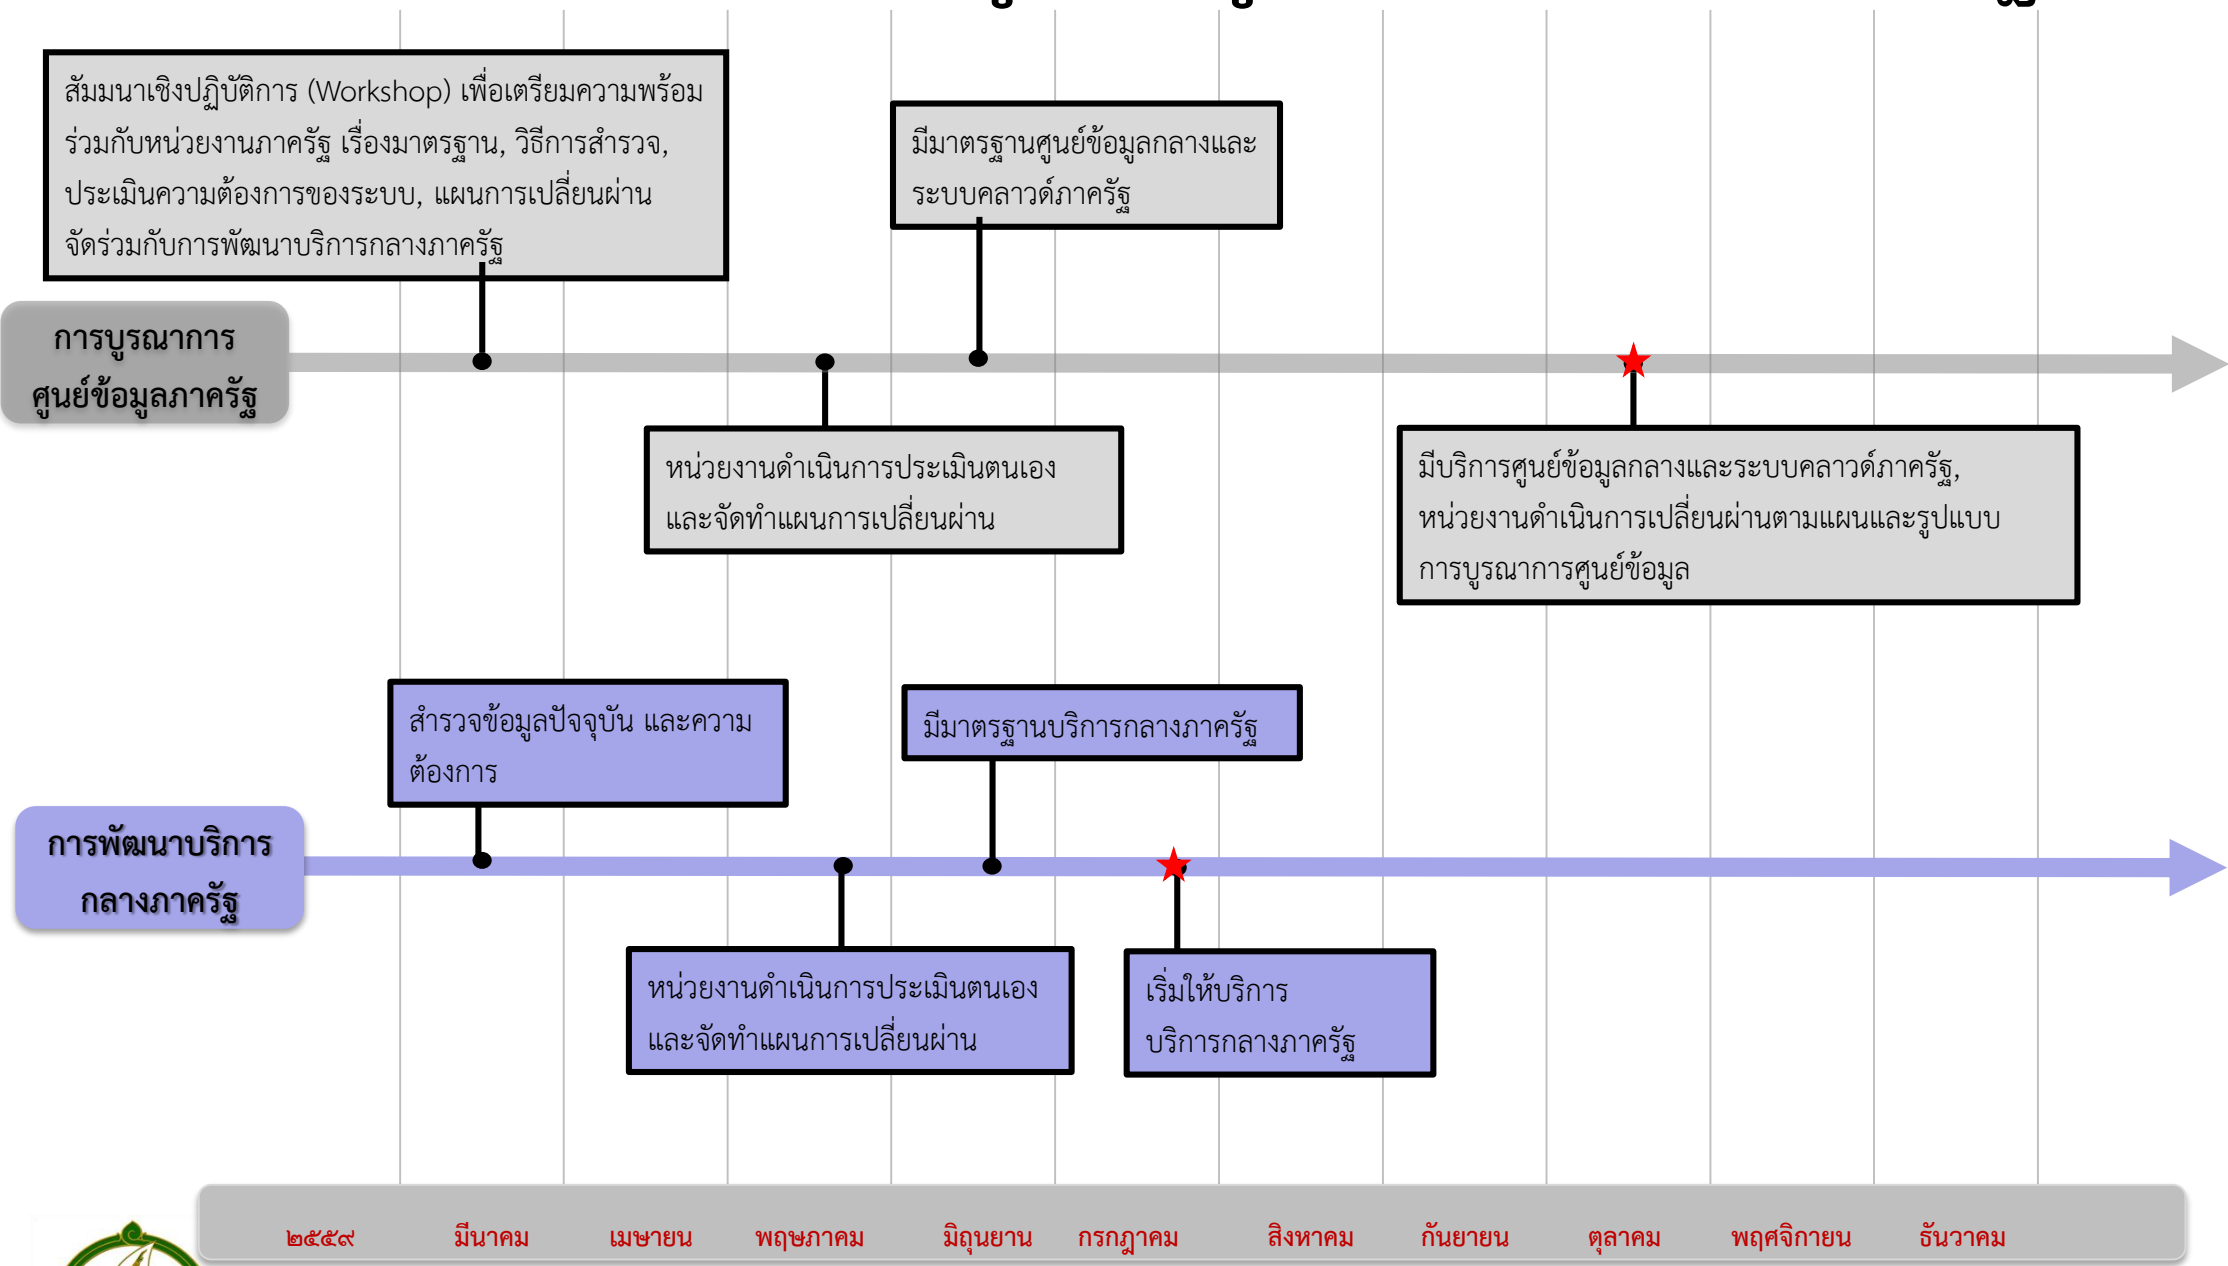 สัมมนาเชิงปฏิบัติการ (Workshop) เพื่อเตรียมความพร้อม
ร่วมกับหน่วยงานภาครัฐ เรื่องมาตรฐาน, วิธีการสำรวจ,
ประเมินความต้องการของระบบ, แผนการเปลี่ยนผ่าน
จัดร่วมกับการพัฒนาบริการกลางภาครัฐ
มีมาตรฐานศูนย์ข้อมูลกลางและ
ระบบคลาวด์ภาครัฐ
การบูรณาการ
ศูนย์ข้อมูลภาครัฐ
หน่วยงานดำเนินการประเมินตนเอง
และจัดทำแผนการเปลี่ยนผ่าน
มีบริการศูนย์ข้อมูลกลางและระบบคลาวด์ภาครัฐ,
หน่วยงานดำเนินการเปลี่ยนผ่านตามแผนและรูปแบบ
การบูรณาการศูนย์ข้อมูล
สำรวจข้อมูลปัจจุบัน และความ
ต้องการ
มีมาตรฐานบริการกลางภาครัฐ
การพัฒนาบริการ
กลางภาครัฐ
หน่วยงานดำเนินการประเมินตนเอง
และจัดทำแผนการเปลี่ยนผ่าน
เริ่มให้บริการ
บริการกลางภาครัฐ
๒๕๕๙ มีนาคม เมษายน พฤษภาคม มิถุนยาน กรกฎาคม สิงหาคม กันยายน ตุลาคม พฤศจิกายน ธันวาคม